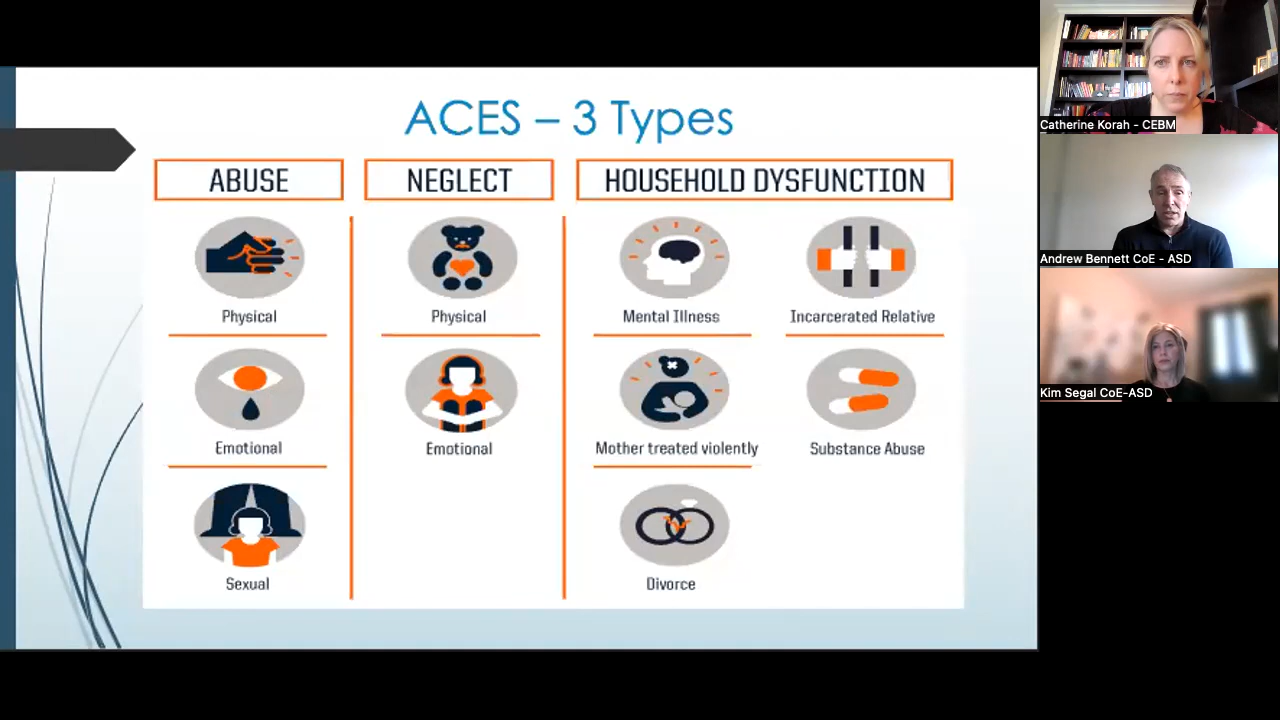 ACES – 3 Types
ABUSE
NEGLECT
HOUSEHOLD DYSFUNCTION
Physical
Physical
Mental Illness
Incarcerated Relative
Emotional
Emotional
Mother treated violently
Substance Abuse
Sexual
Divorce
Catherine Korah - CEBM
Andrew Bennett CoE - ASD
Kim Segal CoE-ASD